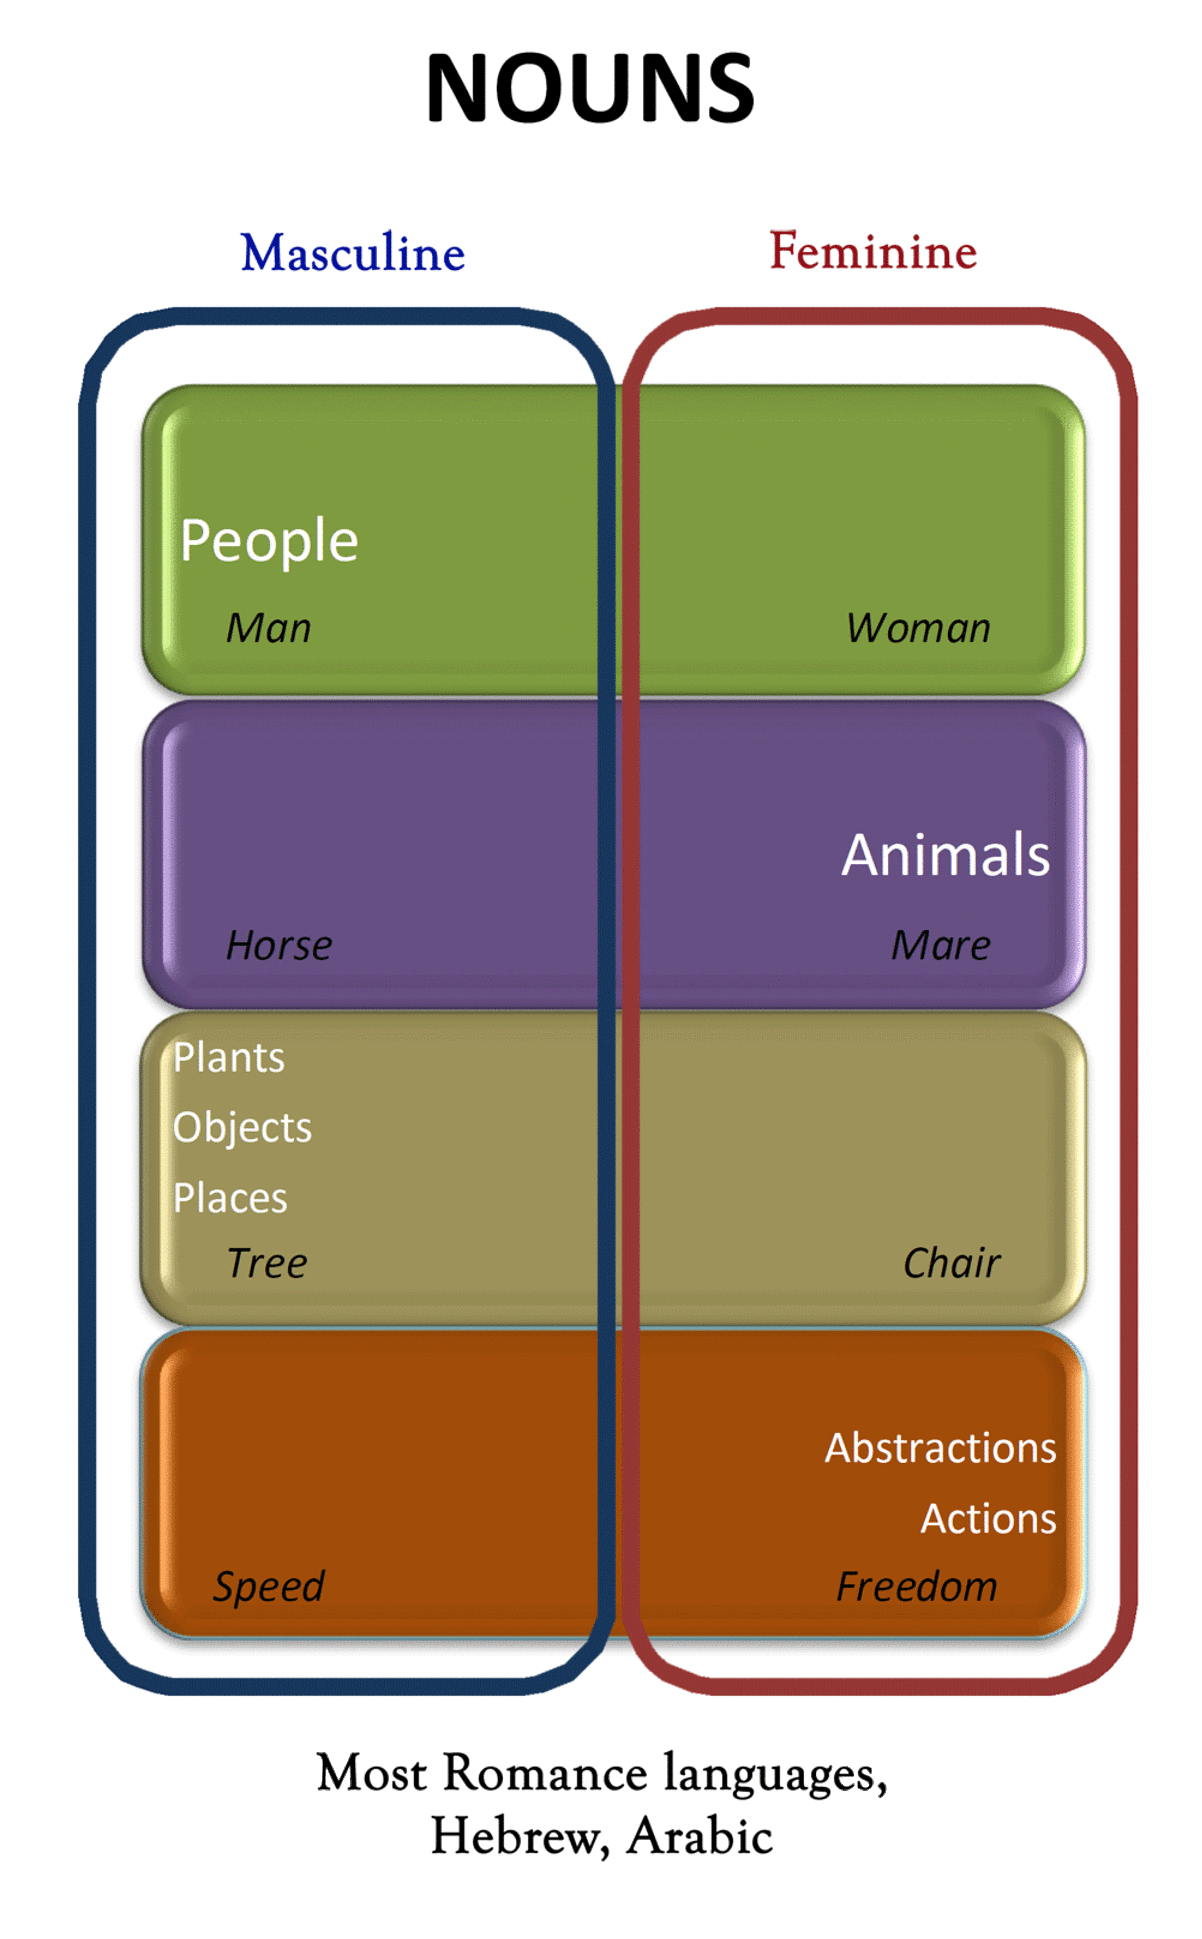 NOUNS
Masculine
Feminine
People
Man
Woman
Animals
Horse
Mare
Plants
Objects
Places
Tree
Chair
Abstractions
Actions
Speed
Freedom
Most Romance languages,
Hebrew, Arabic